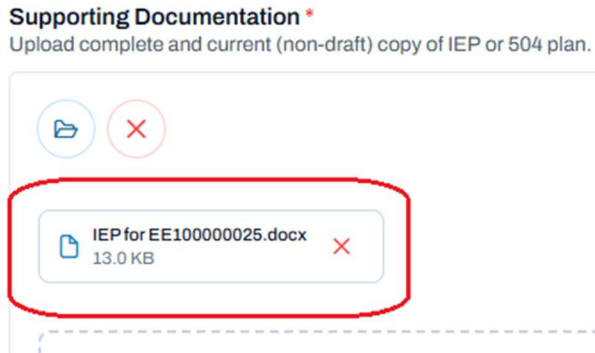 Supporting Documentation *
Upload complete and current (non-draft) copy of IEP or 504 plan.
IEP for EE100000025.docx
13.0 KB